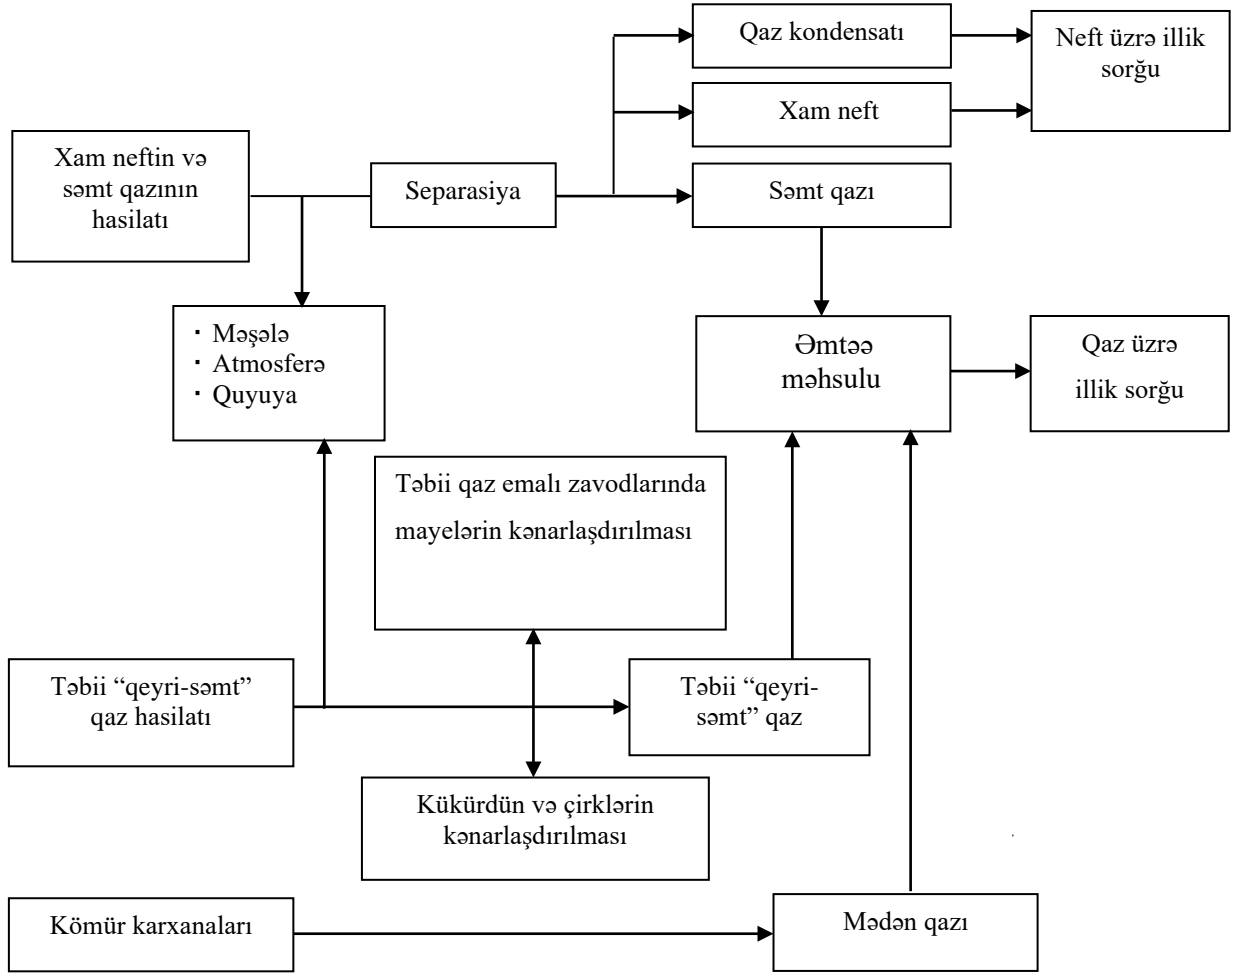 Qaz kondensatı
Neft üzrə illik
sorğu
Xam neft
Xam neftin və
səmt qazının
hasilatı
Separasiya
Səmt qazı
· Məşələ
· Atmosferə
· Quyuya
Əmtəə
məhsulu
Qaz üzrə
illik sorğu
Təbii qaz emalı zavodlarında
mayelərin kənarlaşdırılması
Təbii “qeyri-səmt”
qaz hasilatı
Təbii “qeyri-
səmt” qaz
Kükürdün və çirklərin
kənarlaşdırılması
Kömür karxanaları
Mədən qazı